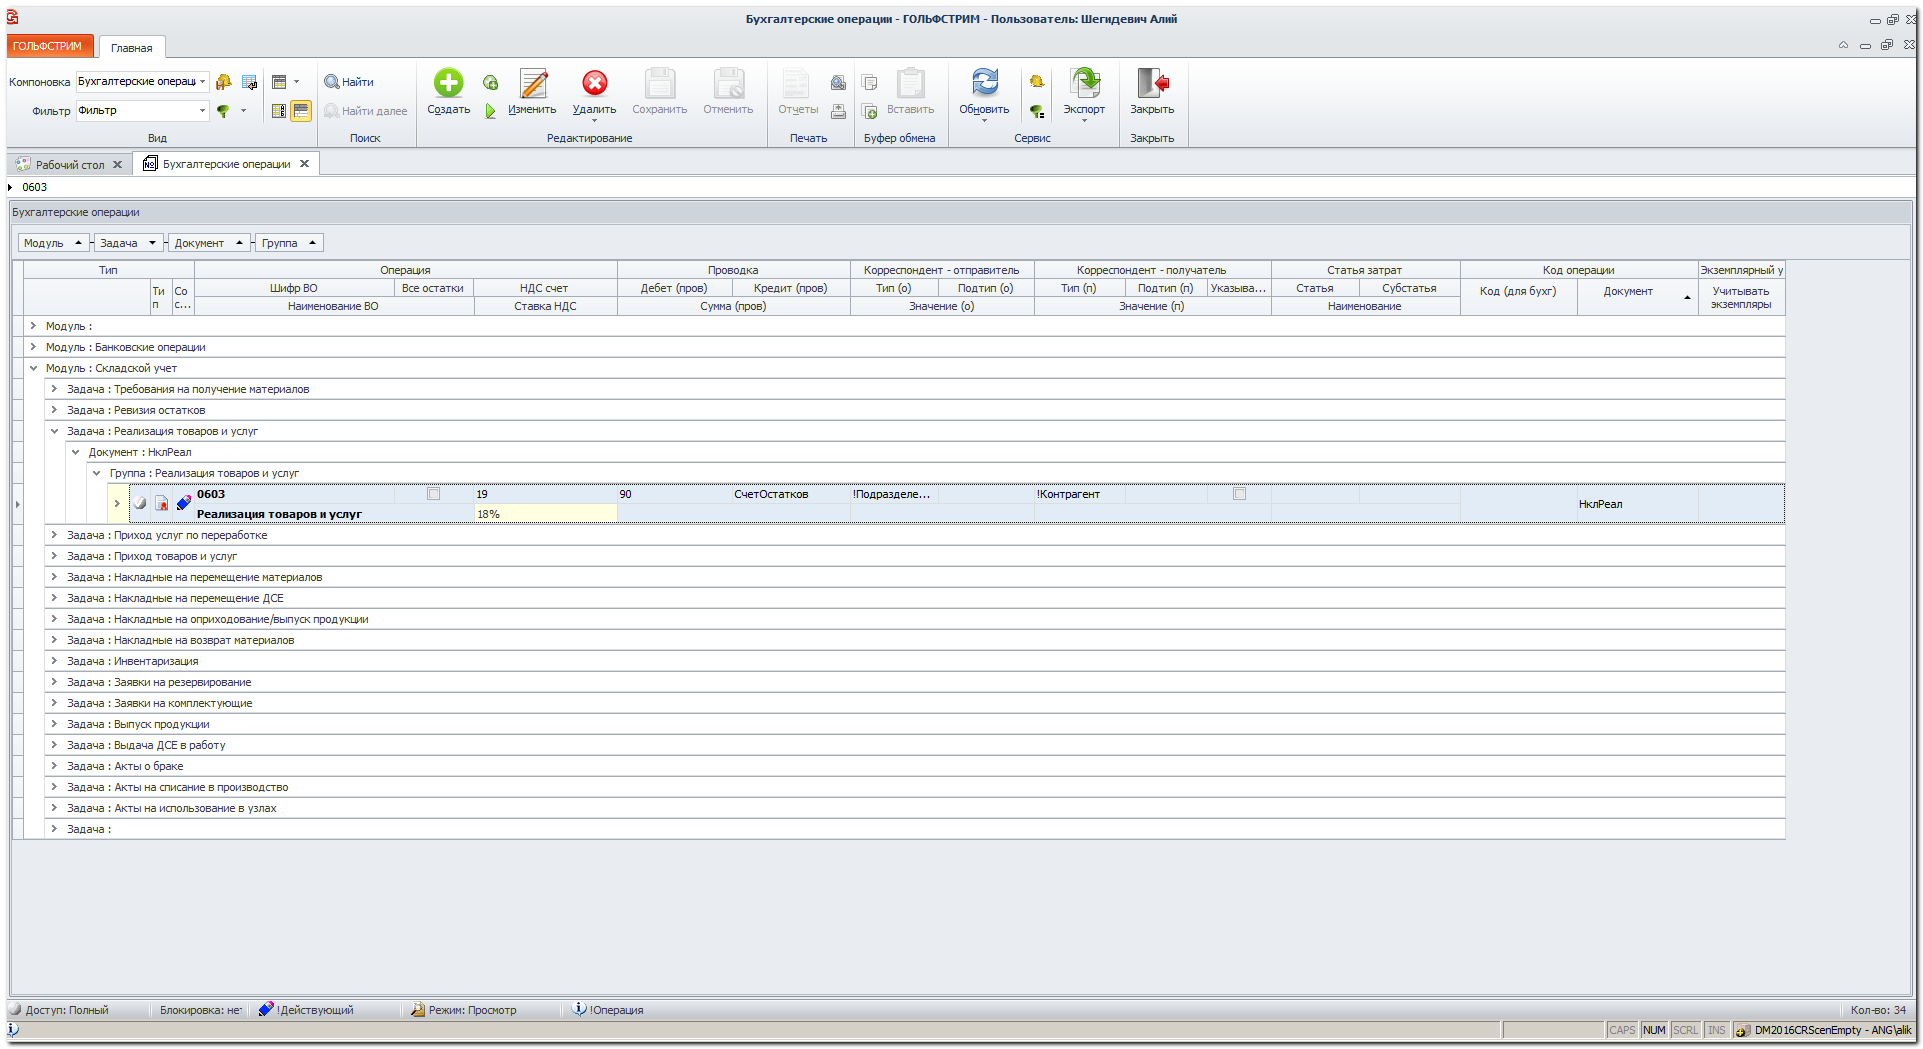 Бухгалтерские операции - ГОЛЬФСТРИМ - Пользователь: Шегидевич Алий
ГОЛЬФСТРИМ Главная
Компоновка Бухгалтерские операц
Фильтр Фильтр
Вид
Найти
Найти далее
Поиск
Создать Изменить Удалить Сохранить Отменить
Редактирование
Отчеты
Печать
Вставить
Буфер обмена
Обновить Экспорт
Сервис
Закрыть
Закрыть
Рабочий стол Бухгалтерские операции
0603
Бухгалтерские операции
Модуль Задача Документ Группа
Тип Операция Проводка Корреспондент - отправитель Корреспондент - получатель Статья затрат Код операции Экземплярный у
Ти п Со с... Шифр ВО Все остатки НДС счет Дебет (пров) Кредит (пров) Тип (о) Подтип (о) Тип (п) Подтип (п) Указыва... Статья Субстатья Код (для бухг) Документ Учитывать экземпляры
Наименование ВО Ставка НДС Сумма (пров) Значение (о) Значение (п) Наименование
Модуль :
Модуль : Банковские операции
Модуль : Складской учет
Задача : Требования на получение материалов
Задача : Ревизия остатков
Задача : Реализация товаров и услуг
Документ : НклРеал
Группа : Реализация товаров и услуг
0603 19 90 СчетОстатков !Подразделе... !Контрагент
НклРеал
Реализация товаров и услуг 18%
Задача : Приход услуг по переработке
Задача : Приход товаров и услуг
Задача : Накладные на перемещение материалов
Задача : Накладные на перемещение ДСЕ
Задача : Накладные на оприходование/выпуск продукции
Задача : Накладные на возврат материалов
Задача : Инвентаризация
Задача : Заявки на резервирование
Задача : Заявки на комплектующие
Задача : Выпуск продукции
Задача : Выдача ДСЕ в работу
Задача : Акты о браке
Задача : Акты на списание в производство
Задача : Акты на использование в узлах
Задача :
Доступ: Полный Блокировка: нет !Действующий Режим: Просмотр !Операция Кол-во: 34
CAPS NUM SCRL INS DM2016CRScenEmpty - ANG\alik